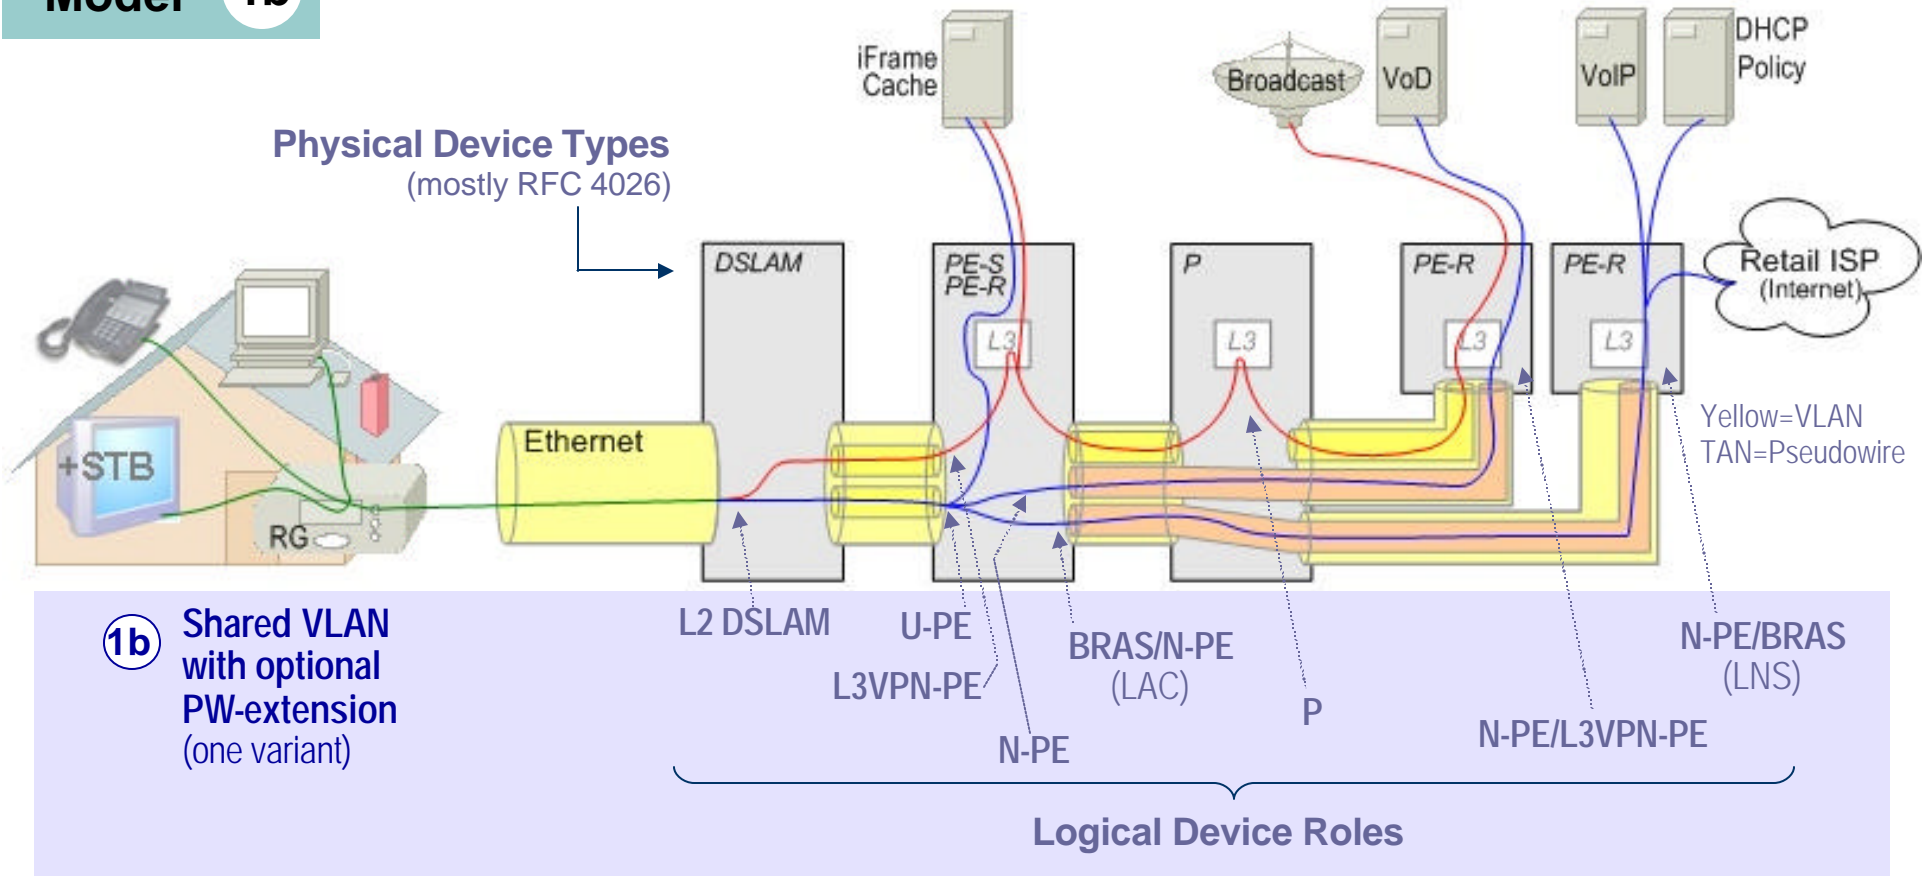 Model 1b
iFrame
Cache
Broadcast
VoD
VoIP
DHCP
Policy
Physical Device Types
(mostly RFC 4026)
DSLAM
PE-S
PE-R
P
PE-R
PE-R
Retail ISP
(Internet)
L3
L3
L3
L3
Yellow=VLAN
TAN=Pseudowire
Ethernet
+STB
RG
1b
Shared VLAN
with optional
PW-extension
(one variant)
L2 DSLAM
U-PE
L3VPN-PE
N-PE
BRAS/N-PE
(LAC)
P
N-PE/L3VPN-PE
N-PE/BRAS
(LNS)
Logical Device Roles